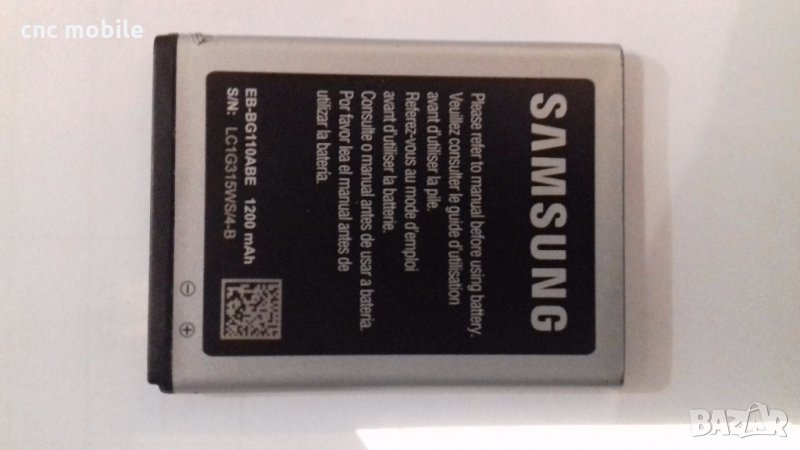 cnc mobile
SAMSUNG
Please refer to manual before using battery.
Veuillez consulter le guide d'utilisation
avant d'utiliser la pile.
Referez-vous au mode d'emploi
avant d'utiliser la batterie.
Consulte o manual antes de usar a bateria.
Por favor lea el manual antes de
utilizar la bateria.
EB-BG110ABE 1200 mAh
S/N: LC1G315WS/4-B
BAZAR